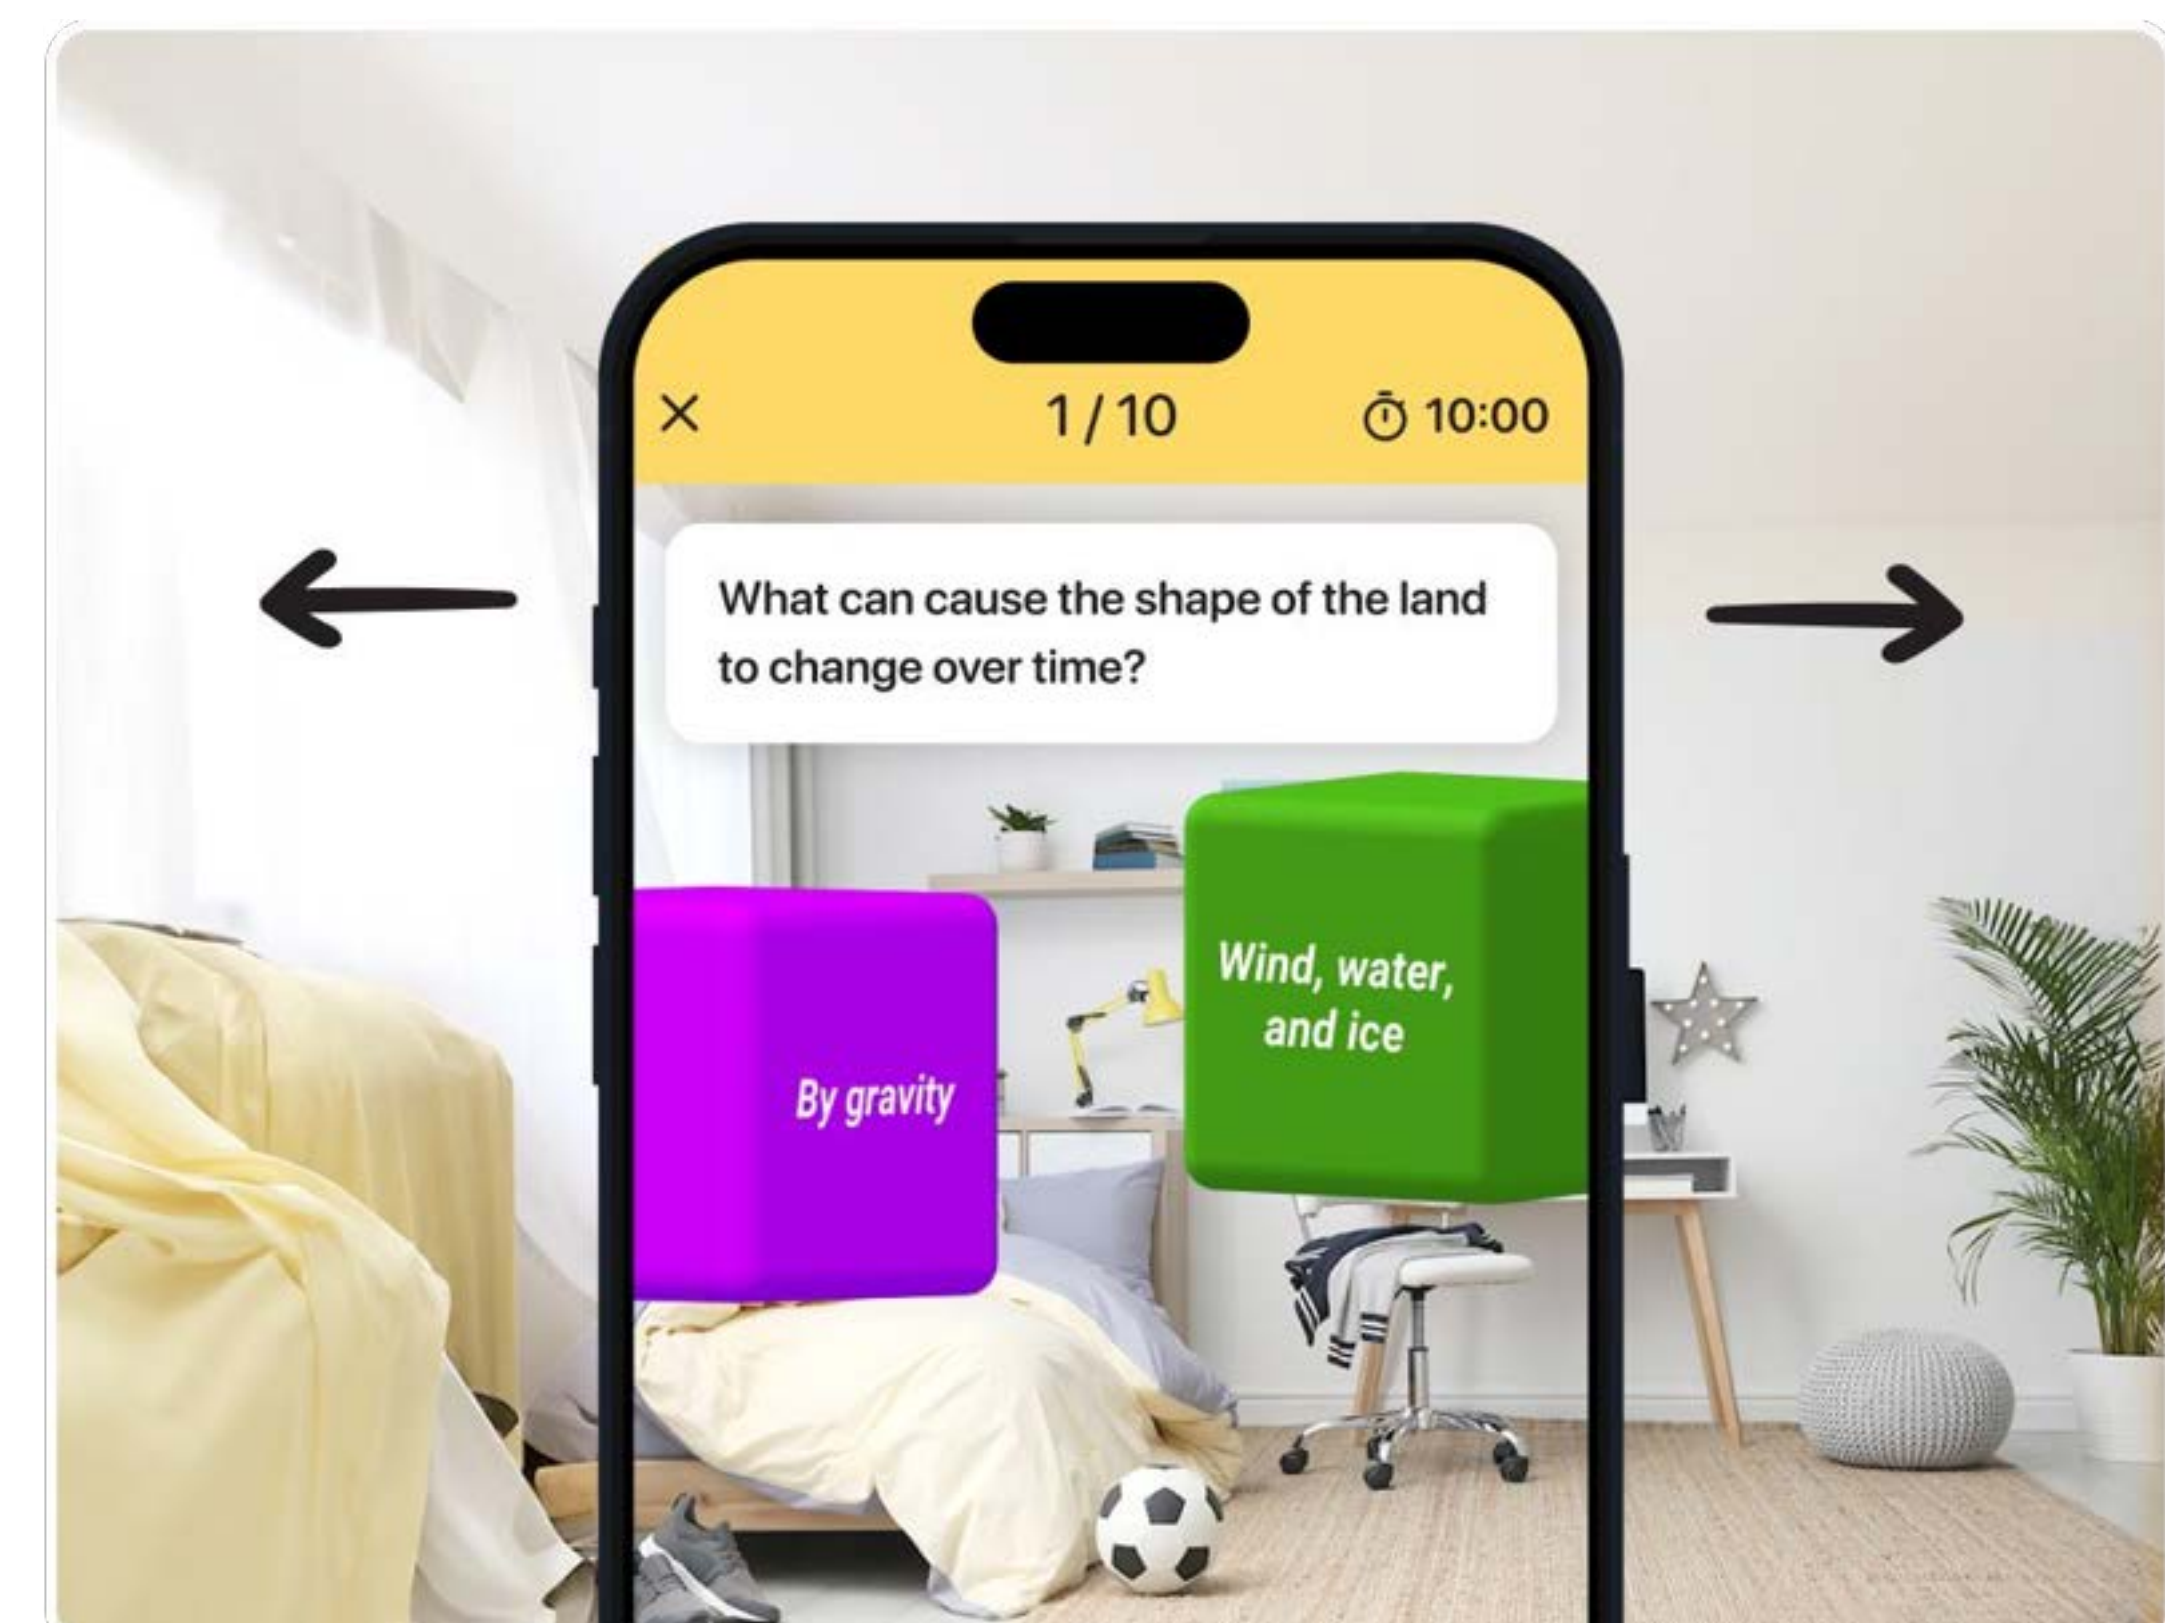 1 / 10
10:00
What can cause the shape of the land
to change over time?
Wind, water,
and ice
By gravity